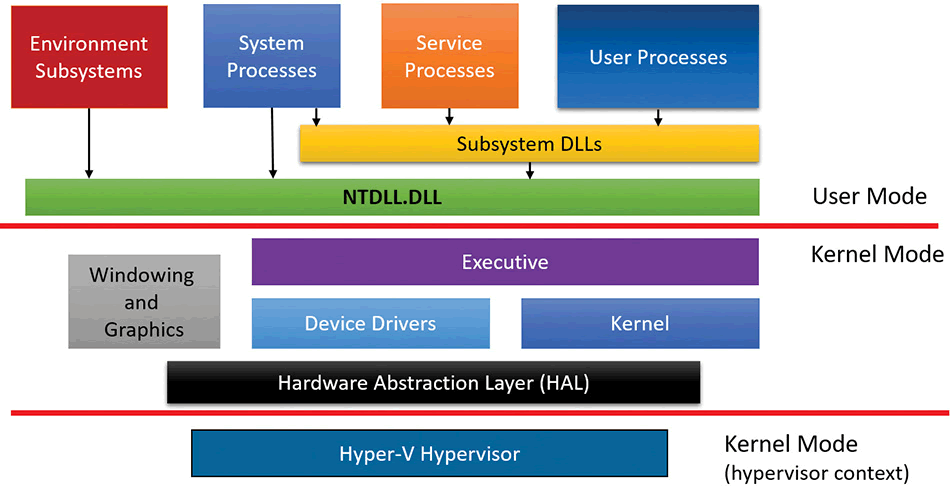 Environment
Subsystems
System
Processes
Service
Processes
User Processes
Subsystem DLLs
NTDLL.DLL
User Mode
Kernel Mode
Executive
Windowing
and
Graphics
Device Drivers
Kernel
Hardware Abstraction Layer (HAL)
Hyper-V Hypervisor
Kernel Mode
(hypervisor context)